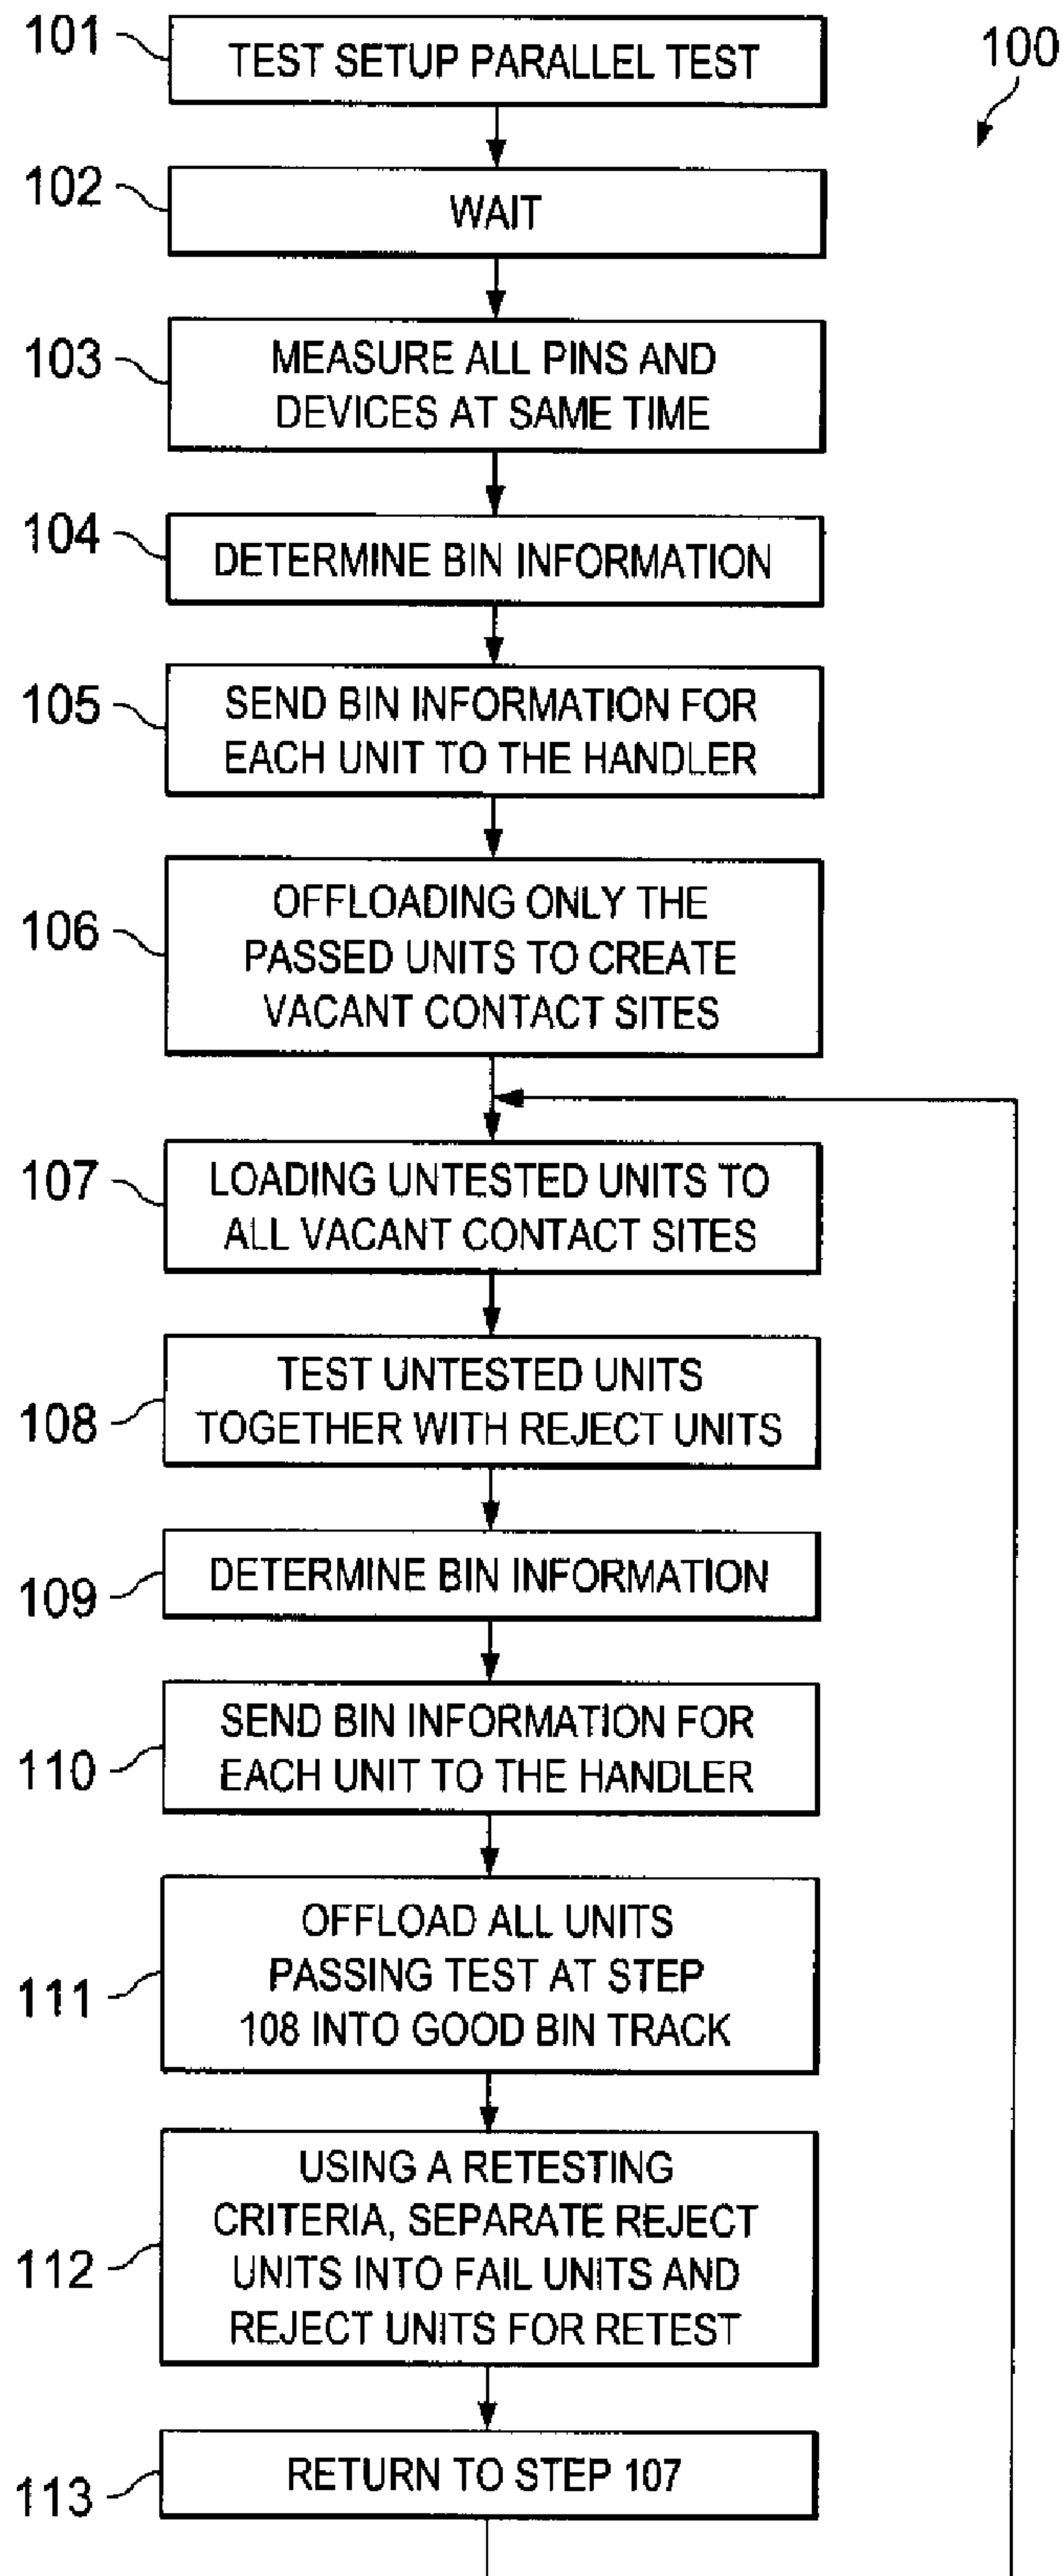 100
101
TEST SETUP PARALLEL TEST
102
WAIT
103
MEASURE ALL PINS AND
DEVICES AT SAME TIME
104
DETERMINE BIN INFORMATION
105
SEND BIN INFORMATION FOR
EACH UNIT TO THE HANDLER
106
OFFLOADING ONLY THE
PASSED UNITS TO CREATE
VACANT CONTACT SITES
107
LOADING UNTESTED UNITS TO
ALL VACANT CONTACT SITES
108
TEST UNTESTED UNITS
TOGETHER WITH REJECT UNITS
109
DETERMINE BIN INFORMATION
110
SEND BIN INFORMATION FOR
EACH UNIT TO THE HANDLER
111
OFFLOAD ALL UNITS
PASSING TEST AT STEP
108 INTO GOOD BIN TRACK
112
USING A RETESTING
CRITERIA, SEPARATE REJECT
UNITS INTO FAIL UNITS AND
REJECT UNITS FOR RETEST
113
RETURN TO STEP 107